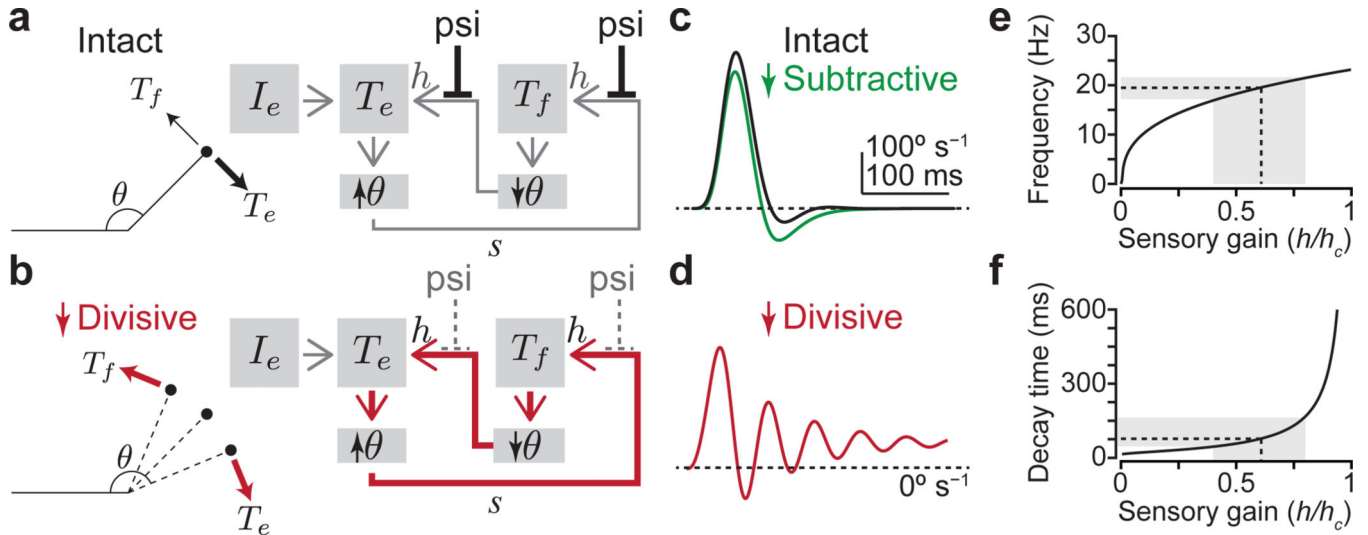 a
Intact
T_f
T_e
θ
I_e
T_e
h
psi
T_f
h
psi
↑θ
↓θ
s
b
↓ Divisive
T_f
T_e
θ
I_e
T_e
h
psi
T_f
h
psi
↑θ
↓θ
s
c
Intact
↓ Subtractive
100º s⁻¹
100 ms
d
↓ Divisive
0º s⁻¹
e
Frequency (Hz)
30
20
10
0
0 0.5 1
Sensory gain (h/h_c)
f
Decay time (ms)
600
300
0
0 0.5 1
Sensory gain (h/h_c)